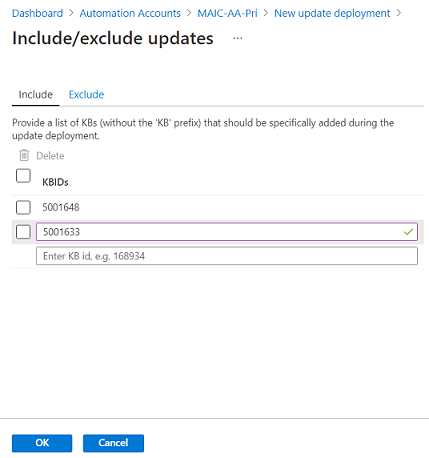 Dashboard > Automation Accounts > MAIC-AA-Pri > New update deployment >
Include/exclude updates ...
Include Exclude
Provide a list of KBs (without the 'KB' prefix) that should be specifically added during the
update deployment.
Delete
KBIDs
5001648
5001633
Enter KB id, e.g. 168934
OK Cancel